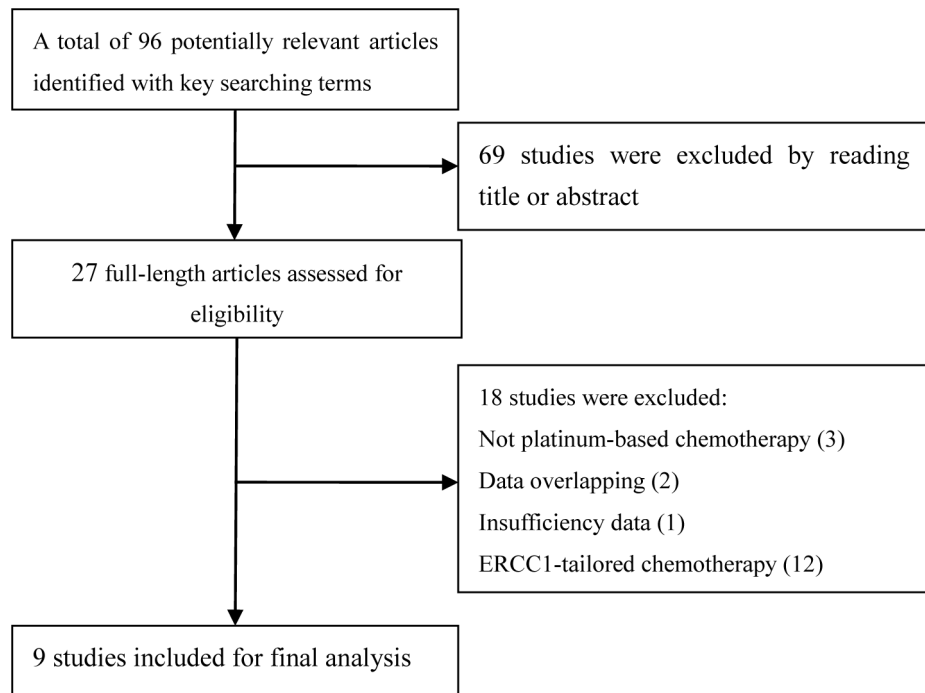 A total of 96 potentially relevant articles
identified with key searching terms
69 studies were excluded by reading
title or abstract
27 full-length articles assessed for
eligibility
18 studies were excluded:
Not platinum-based chemotherapy (3)
Data overlapping (2)
Insufficiency data (1)
ERCC1-tailored chemotherapy (12)
9 studies included for final analysis